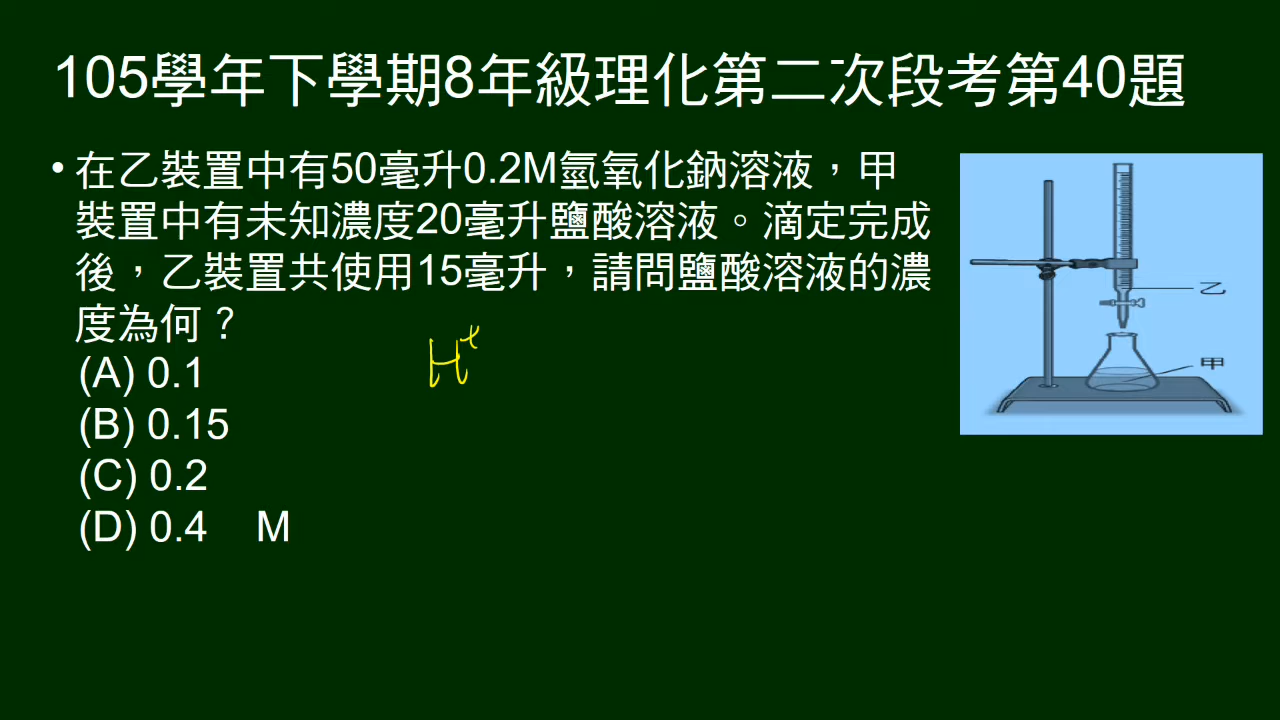 105學年下學期8年級理化第二次段考第40題
• 在乙裝置中有50毫升0.2M氫氧化鈉溶液，甲
裝置中有未知濃度20毫升鹽酸溶液。滴定完成
後，乙裝置共使用15毫升，請問鹽酸溶液的濃
度為何？
(A) 0.1
(B) 0.15
(C) 0.2
(D) 0.4 M
H⁺
乙
甲